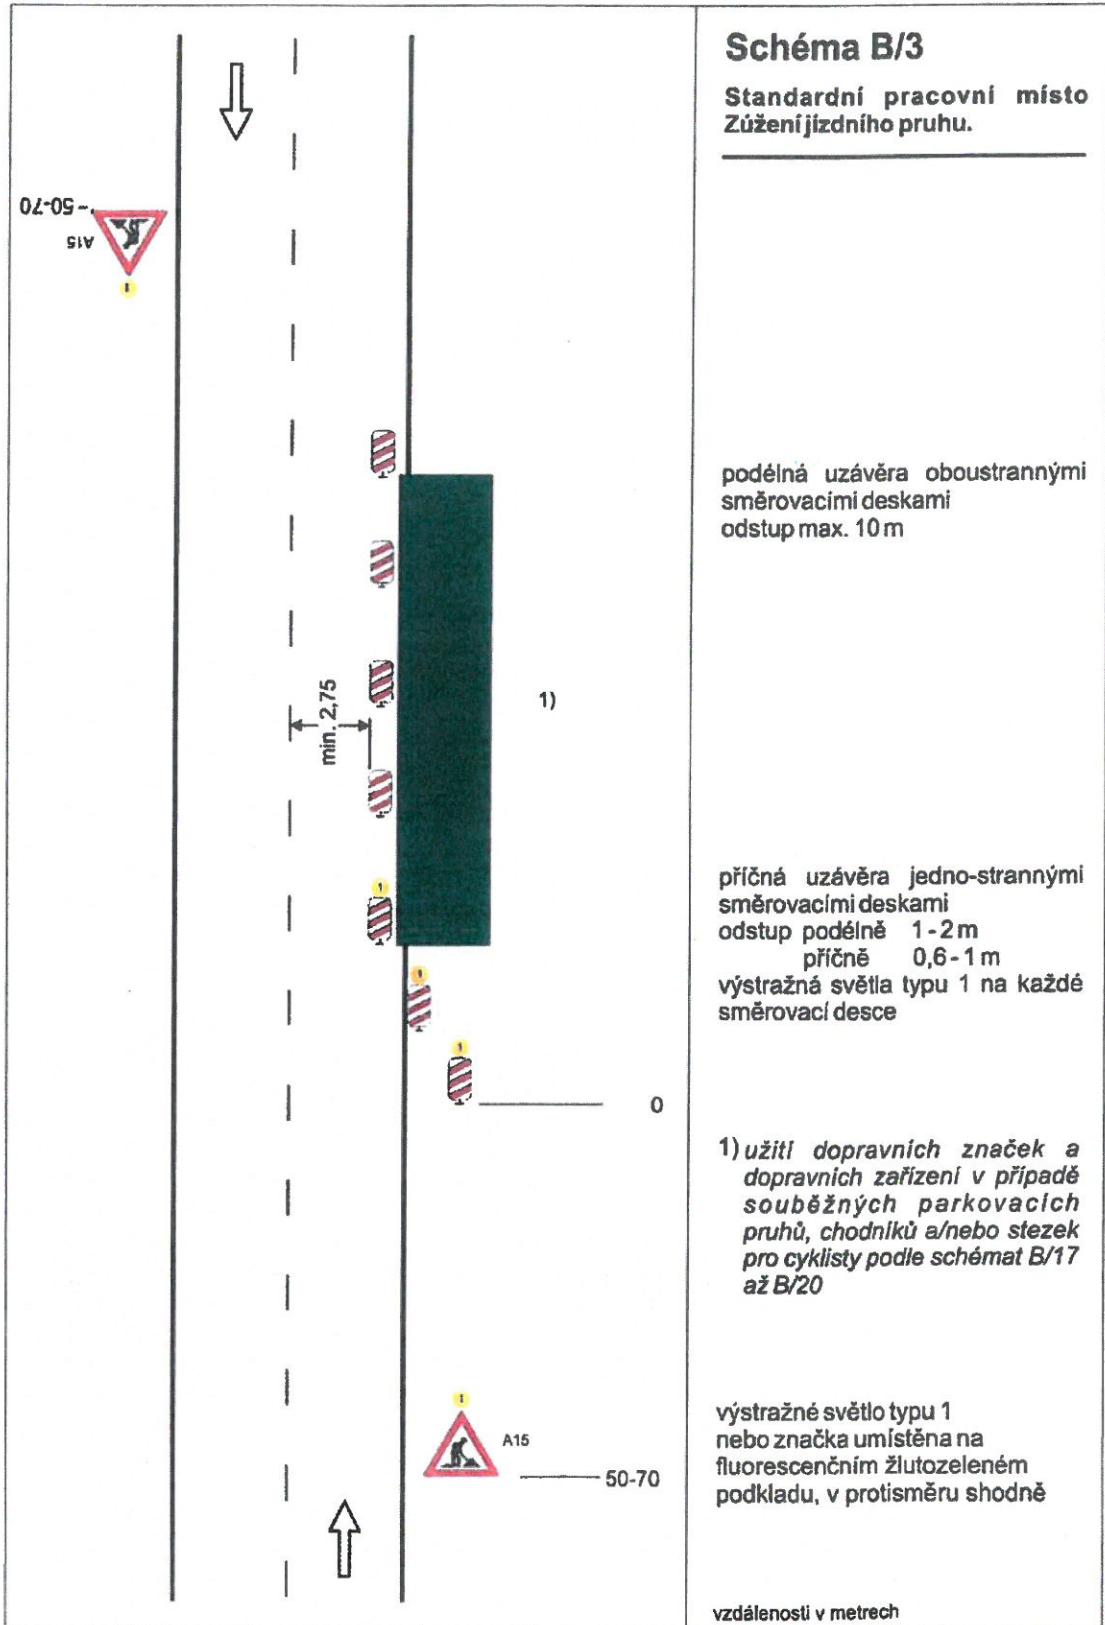 Schéma B/3
Standardní pracovní místo
Zúžení jízdního pruhu.
50-70
A15
podélná uzávěra oboustrannými
směrovacími deskami
odstup max. 10 m
min. 2,75
1)
1
příčná uzávěra jedno-strannými
směrovacími deskami
odstup podélně 1 - 2 m
příčně 0,6 - 1 m
výstražná světla typu 1 na každé
směrovací desce
1
1
0
1) užití dopravních značek a
dopravních zařízení v případě
souběžných parkovacích
pruhů, chodníků a/nebo stezek
pro cyklisty podle schémat B/17
až B/20
1
A15
50-70
výstražné světlo typu 1
nebo značka umístěna na
fluorescenčním žlutozeleném
podkladu, v protisměru shodně
vzdálenosti v metrech